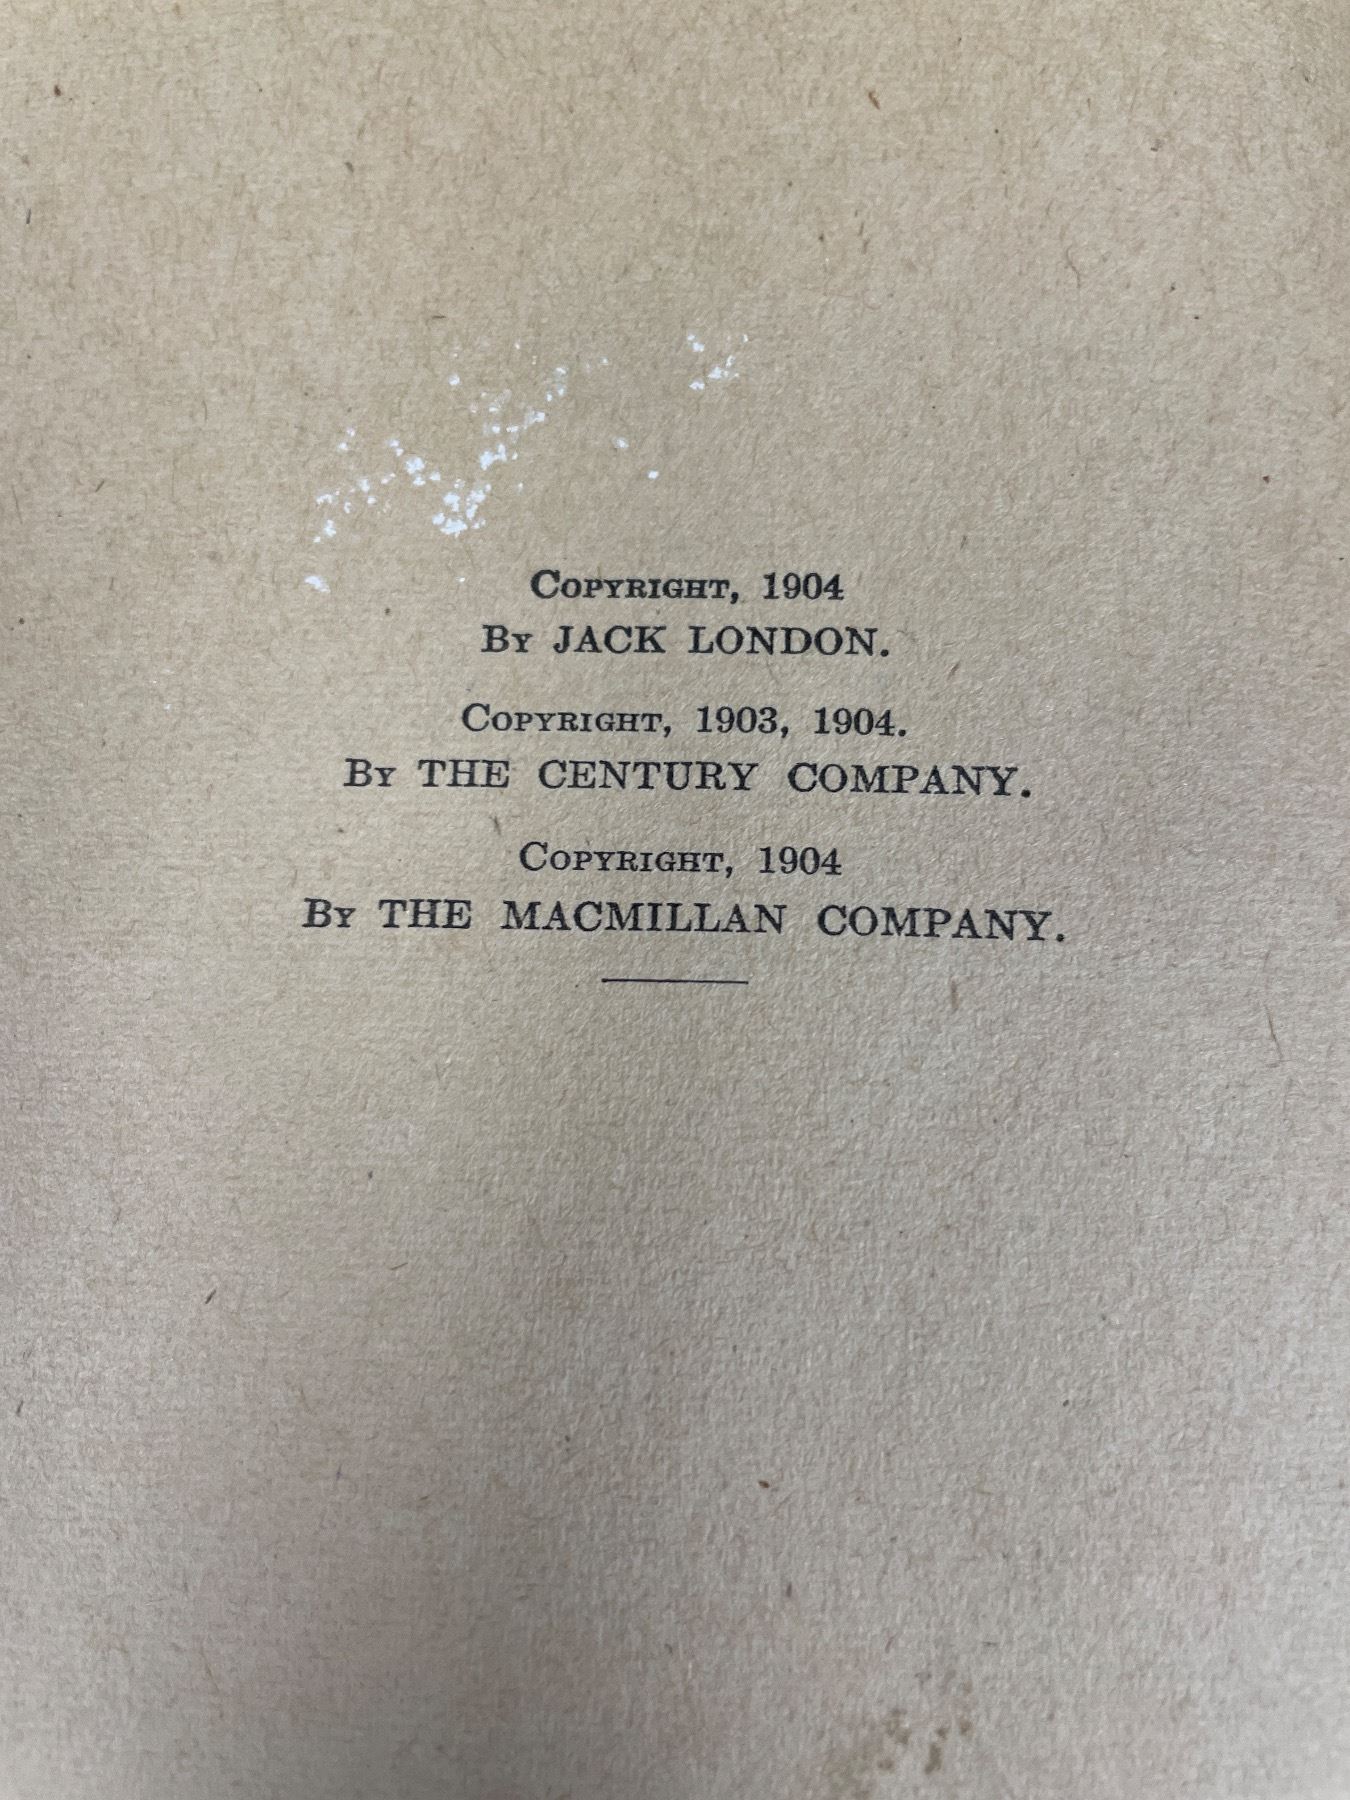 Copyright, 1904
By JACK LONDON.
Copyright, 1903, 1904.
By THE CENTURY COMPANY.
Copyright, 1904
By THE MACMILLAN COMPANY.